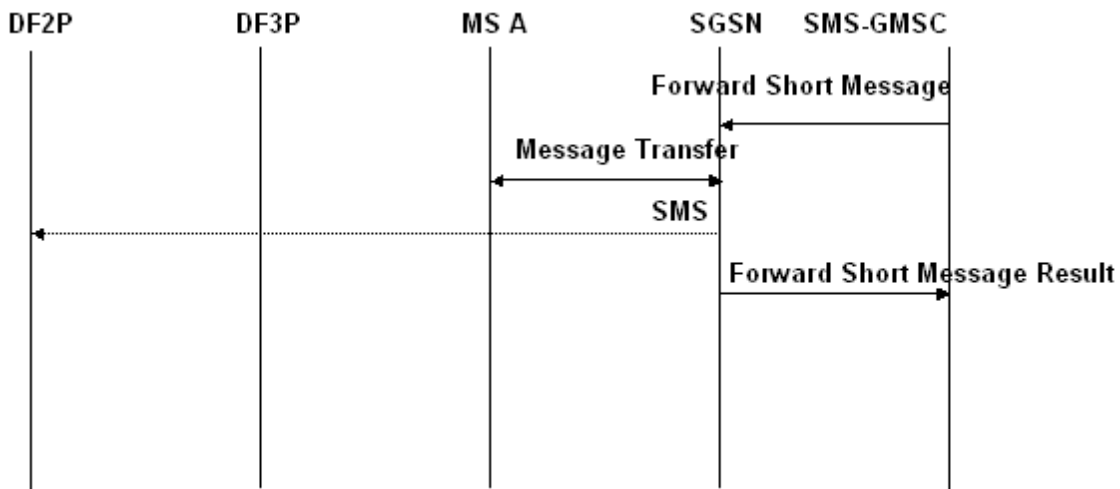 DF2P DF3P MS A SGSN SMS-GMSC
Forward Short Message
Message Transfer
SMS
Forward Short Message Result